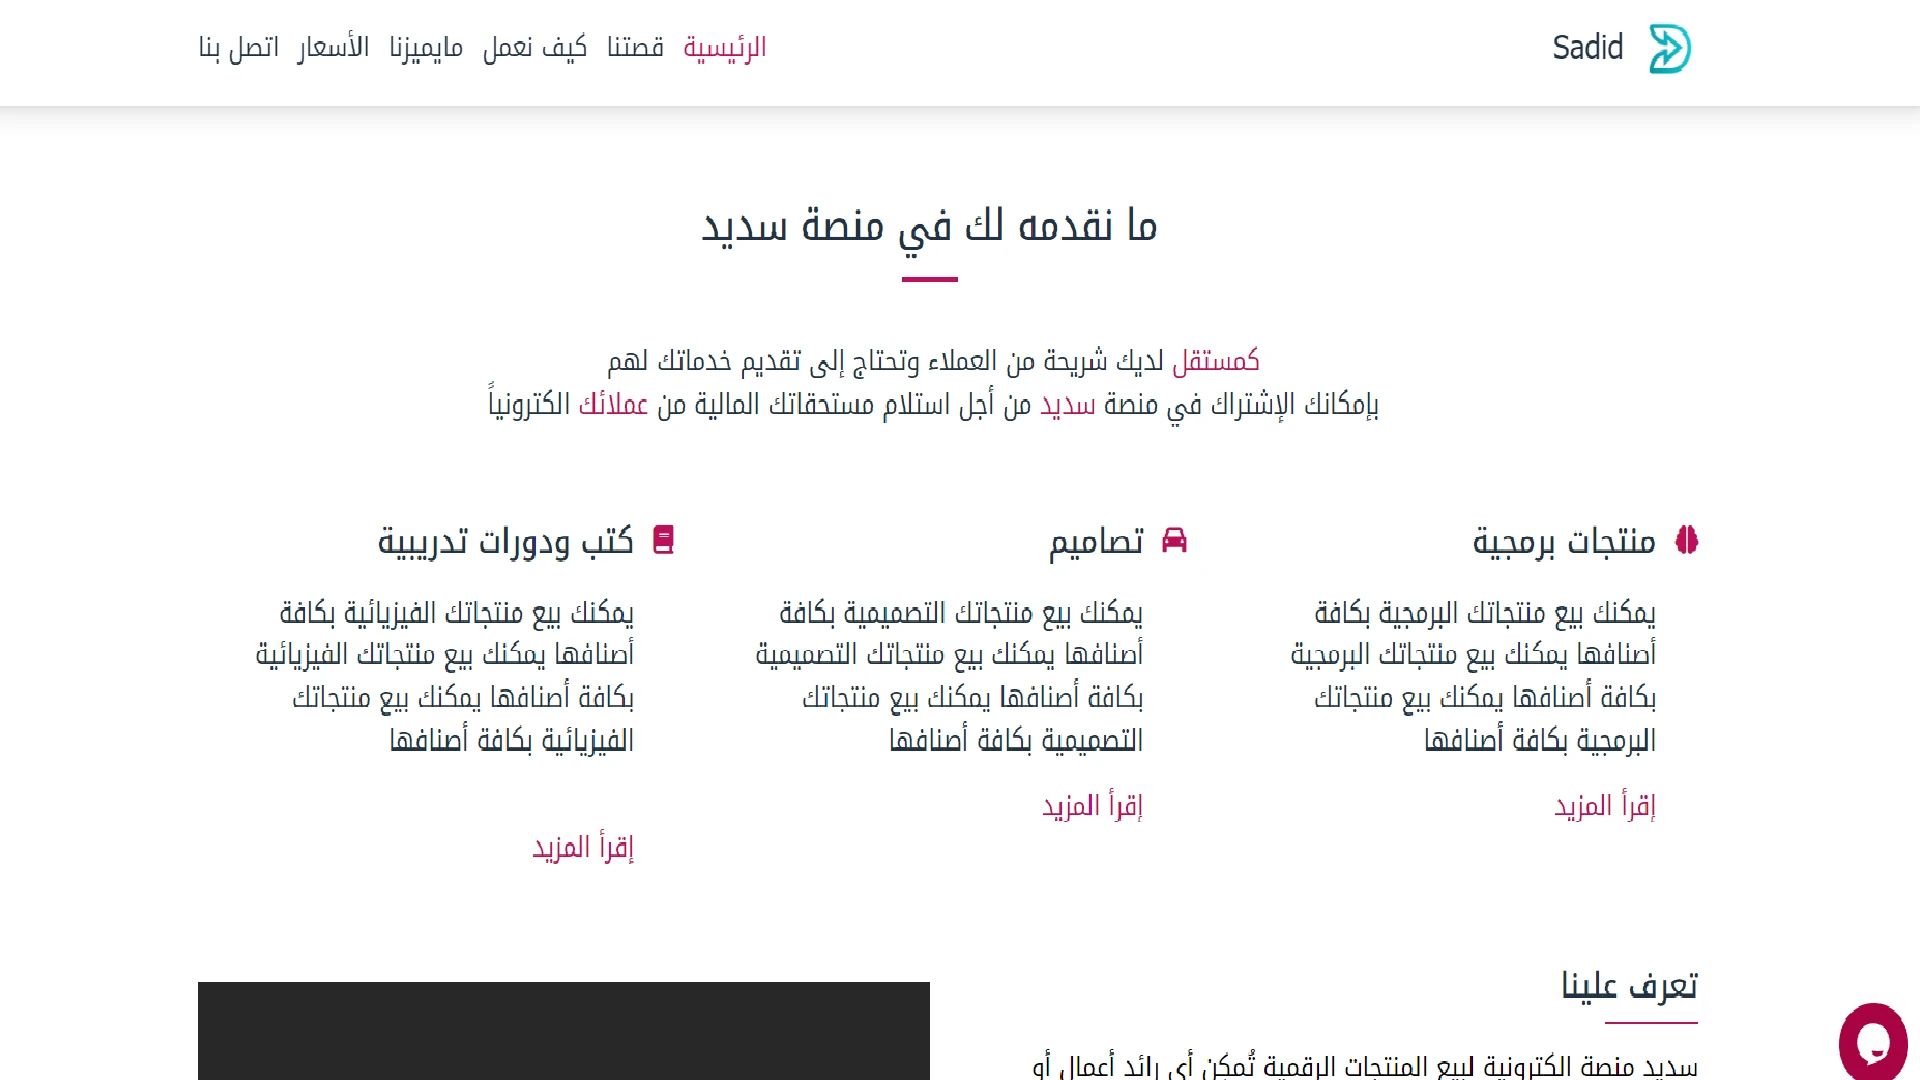 Sadid
الرئيسية قصتنا كيف نعمل مايميزنا الأسعار اتصل بنا
ما نقدمه لك في منصة سديد
كمستقل لديك شريحة من العملاء وتحتاج إلى تقديم خدماتك لهم
بإمكانك الإشتراك في منصة سديد من أجل استلام مستحقاتك المالية من عملائك الكترونياً
منتجات برمجية
يمكنك بيع منتجاتك البرمجية بكافة
أصنافها يمكنك بيع منتجاتك البرمجية
بكافة أصنافها يمكنك بيع منتجاتك
البرمجية بكافة أصنافها
إقرأ المزيد
تصاميم
يمكنك بيع منتجاتك التصميمية بكافة
أصنافها يمكنك بيع منتجاتك التصميمية
بكافة أصنافها يمكنك بيع منتجاتك
التصميمية بكافة أصنافها
إقرأ المزيد
كتب ودورات تدريبية
يمكنك بيع منتجاتك الفيزيائية بكافة
أصنافها يمكنك بيع منتجاتك الفيزيائية
بكافة أصنافها يمكنك بيع منتجاتك
الفيزيائية بكافة أصنافها
إقرأ المزيد
تعرف علينا
سديد منصة الكترونية لبيع المنتجات الرقمية تُمكن أي رائد أعمال أو